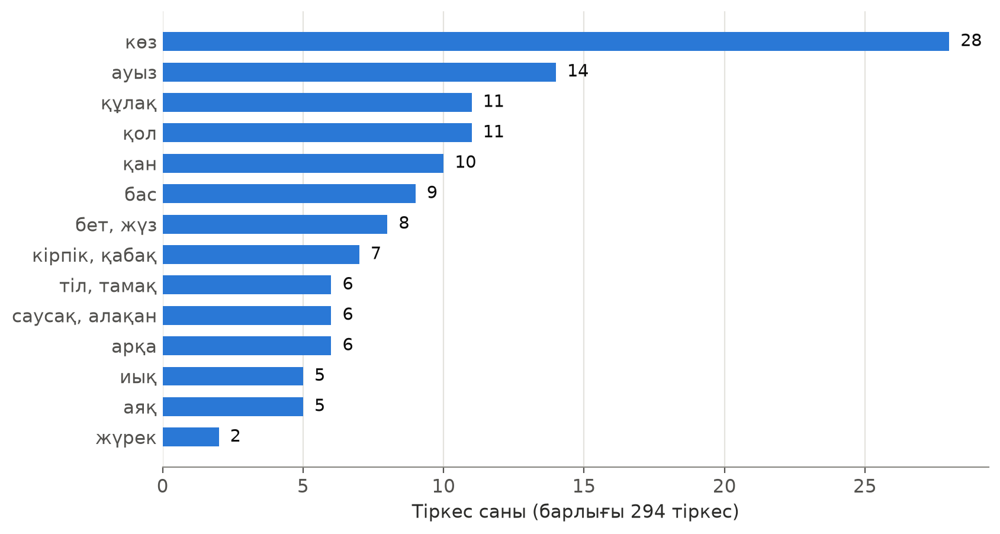 көз 28
ауыз 14
құлақ 11
қол 11
қан 10
бас 9
бет, жүз 8
кірпік, қабақ 7
тіл, тамақ 6
саусақ, алақан 6
арқа 6
иық 5
аяқ 5
жүрек 2
0 5 10 15 20 25
Тіркес саны (барлығы 294 тіркес)